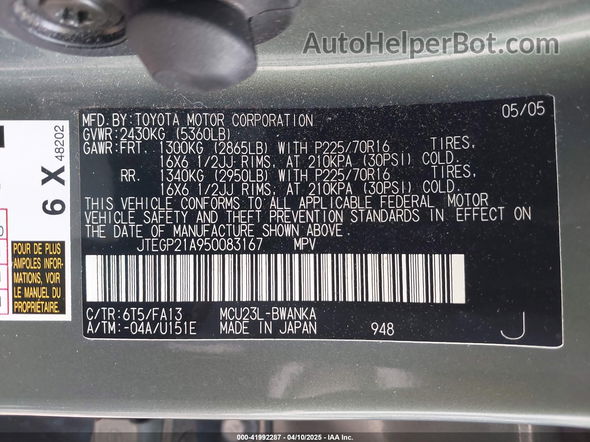 AutoHelperBot.com
MFD. BY: TOYOTA MOTOR CORPORATION 05/05
GVWR: 2430KG (5360LB)
GAWR: FRT. 1300KG (2865LB) WITH P225/70R16 TIRES.
16X6 1/2JJ RIMS. AT 210KPA (30PSI) COLD.
RR. 1340KG (2950LB) WITH P225/70R16 TIRES.
16X6 1/2JJ RIMS. AT 210KPA (30PSI) COLD.
THIS VEHICLE CONFORMS TO ALL APPLICABLE FEDERAL MOTOR
VEHICLE SAFETY AND THEFT PREVENTION STANDARDS IN EFFECT ON
THE DATE OF MANUFACTURE SHOWN ABOVE.
JTEGP21A950083167 MPV
C/TR: 6T5/FA13 MCU23L-BWANKA
A/TM: -04A/U151E MADE IN JAPAN 948 J
6 X
48202
POUR DE PLUS
AMPLES IN-
FORMATIONS,
VOIR LE
MANUEL DU
PROPRIETAIRE
000-41992287 - 04/10/2025 - IAA Inc.